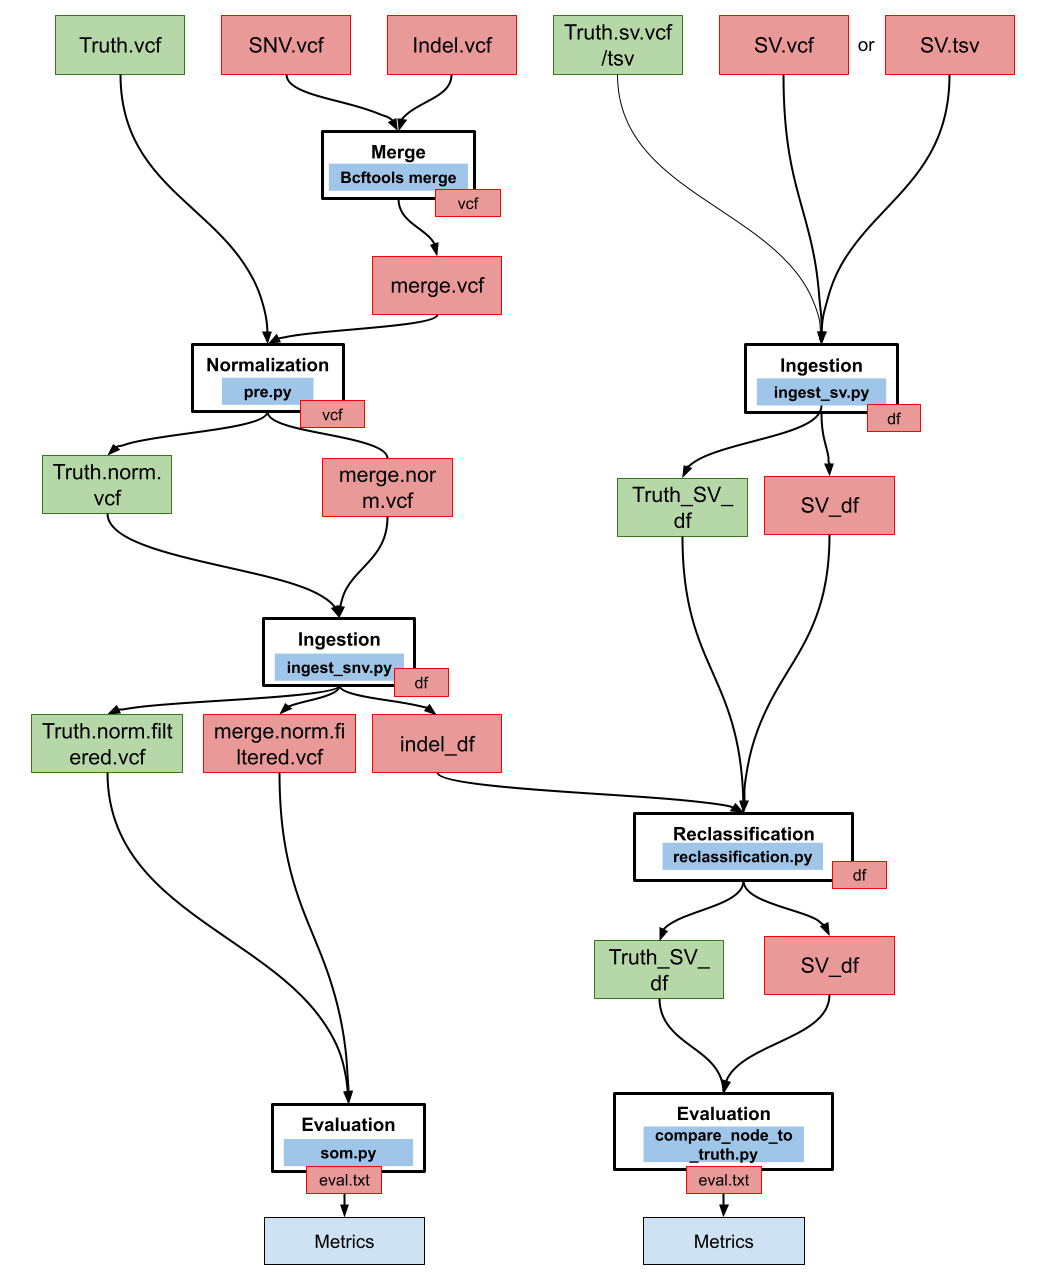 Truth.vcf
SNV.vcf
Indel.vcf
Truth.sv.vcf
/tsv
SV.vcf
or
SV.tsv
Merge
Bcftools merge
vcf
merge.vcf
Normalization
pre.py
vcf
Ingestion
ingest_sv.py
df
Truth.norm.
vcf
merge.nor
m.vcf
Truth_SV_
df
SV_df
Ingestion
ingest_snv.py
df
Truth.norm.filt
ered.vcf
merge.norm.fi
ltered.vcf
indel_df
Reclassification
reclassification.py
df
Truth_SV_
df
SV_df
Evaluation
som.py
eval.txt
Metrics
Evaluation
compare_node_to
_truth.py
eval.txt
Metrics